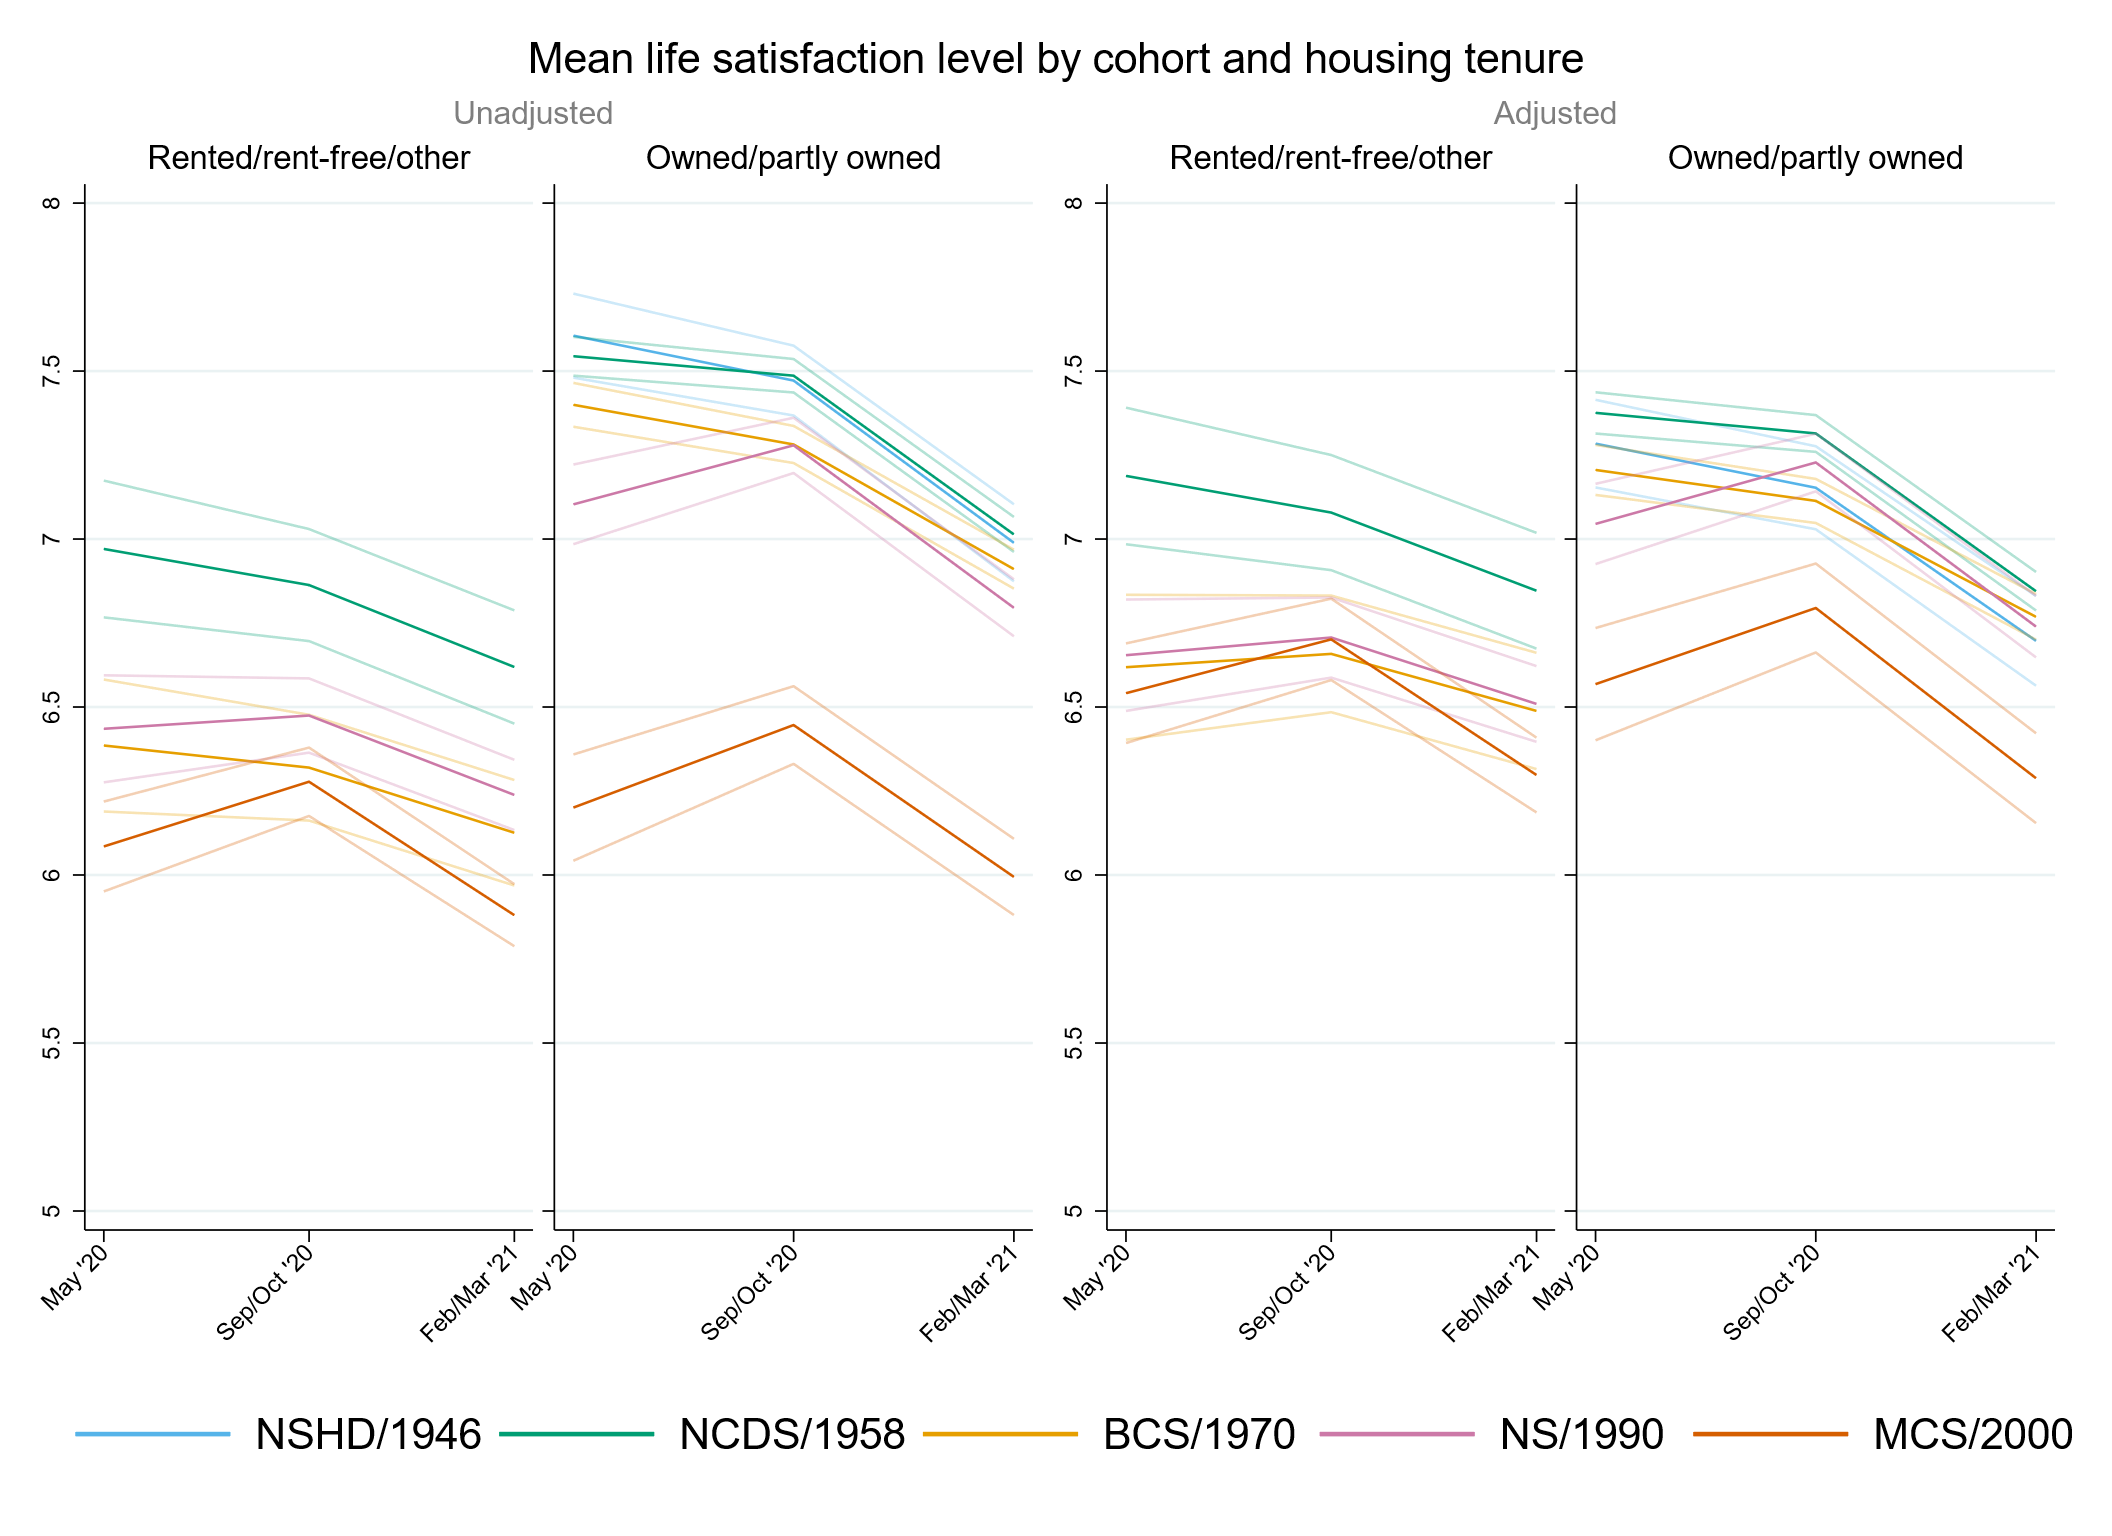 Mean life satisfaction level by cohort and housing tenure
Unadjusted
Adjusted
Rented/rent-free/other
Owned/partly owned
Rented/rent-free/other
Owned/partly owned
8
7.5
7
6.5
6
5.5
5
8
7.5
7
6.5
6
5.5
5
May '20
Sep/Oct '20
Feb/Mar '21
May '20
Sep/Oct '20
Feb/Mar '21
May '20
Sep/Oct '20
Feb/Mar '21
May '20
Sep/Oct '20
Feb/Mar '21
NSHD/1946
NCDS/1958
BCS/1970
NS/1990
MCS/2000